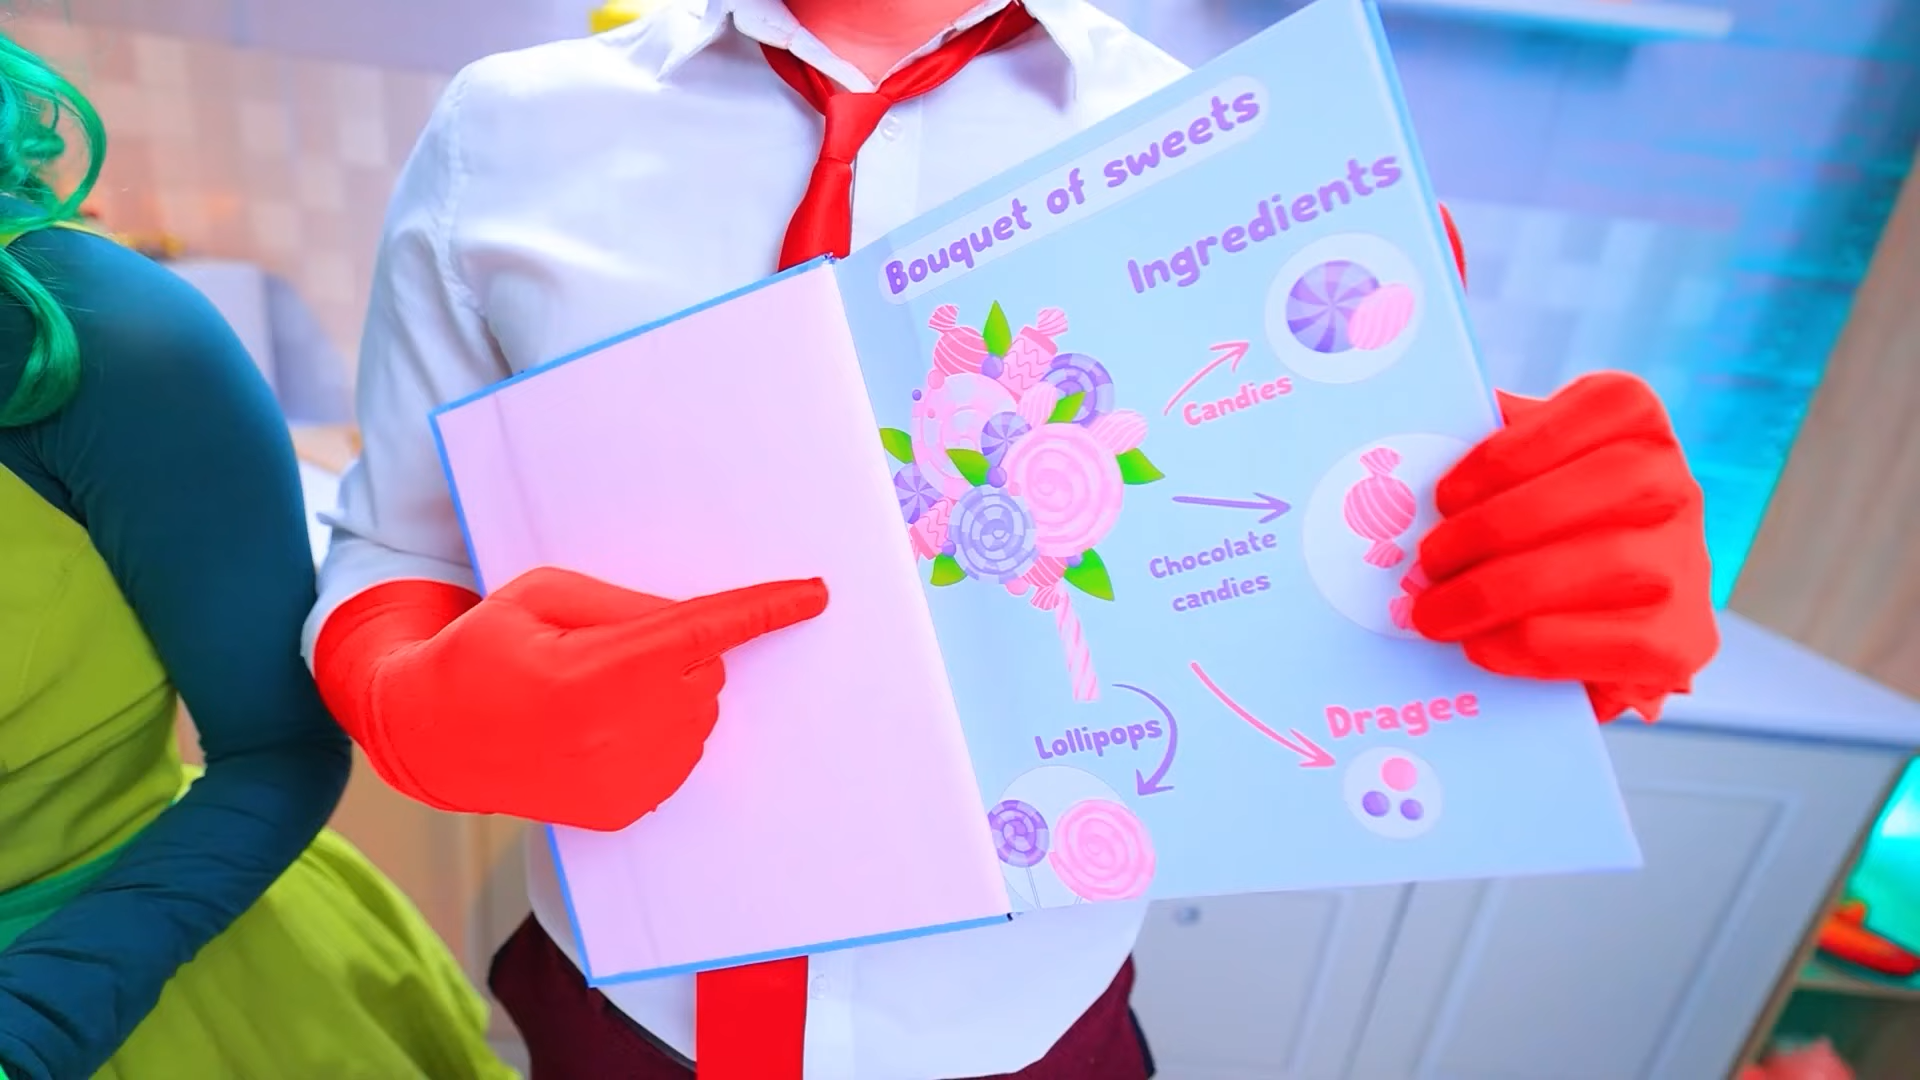 Bouquet of sweets
Ingredients
Candies
Chocolate
candies
Dragee
Lollipops